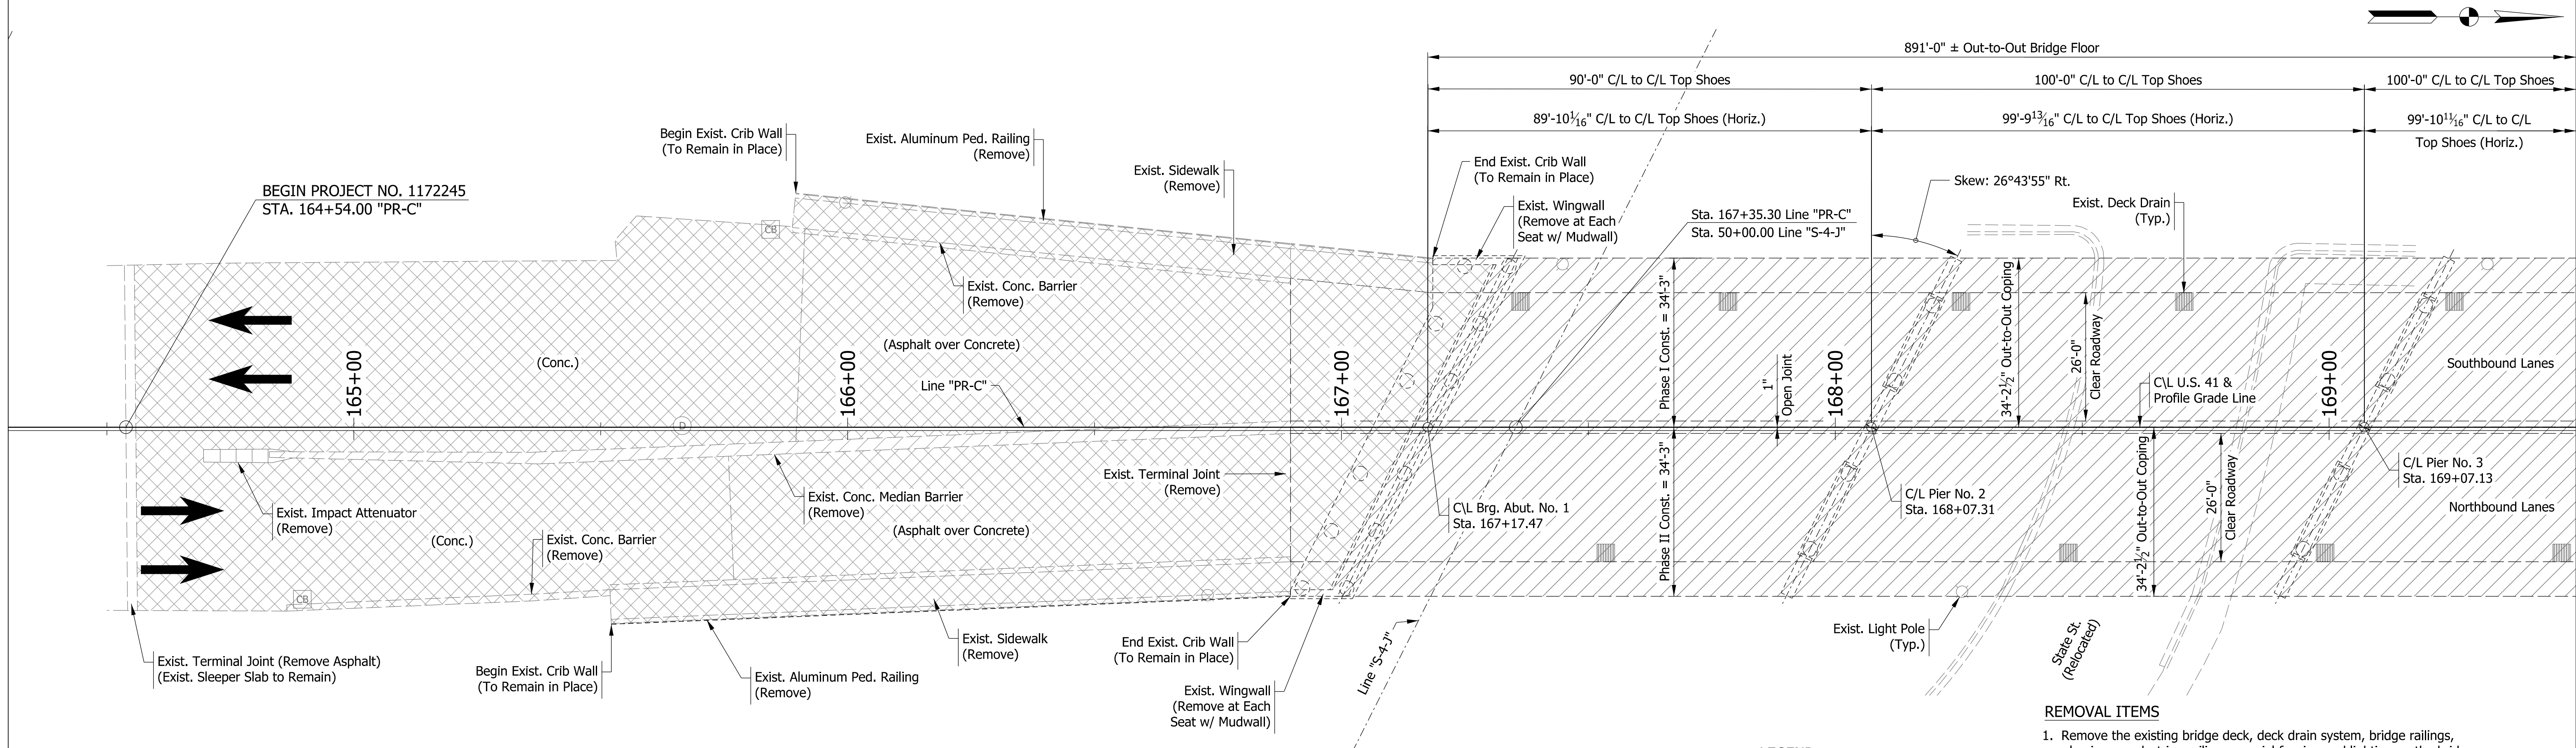 891'-0" ± Out-to-Out Bridge Floor
90'-0" C/L to C/L Top Shoes
100'-0" C/L to C/L Top Shoes
100'-0" C/L to C/L Top Shoes
89'-10 1/16" C/L to C/L Top Shoes (Horiz.)
99'-9 13/16" C/L to C/L Top Shoes (Horiz.)
99'-10 11/16" C/L to C/L
Top Shoes (Horiz.)
BEGIN PROJECT NO. 1172245
STA. 164+54.00 "PR-C"
Begin Exist. Crib Wall
(To Remain in Place)
Exist. Aluminum Ped. Railing
(Remove)
Exist. Sidewalk
(Remove)
End Exist. Crib Wall
(To Remain in Place)
Exist. Wingwall
(Remove at Each
Seat w/ Mudwall)
Sta. 167+35.30 Line "PR-C"
Sta. 50+00.00 Line "S-4-J"
Skew: 26°43'55" Rt.
Exist. Deck Drain
(Typ.)
CB
Exist. Conc. Barrier
(Remove)
(Conc.)
(Asphalt over Concrete)
Line "PR-C"
165+00
166+00
167+00
168+00
169+00
D
Phase I Const. = 34'-3"
1"
Open Joint
34'-2 1/2" Out-to-Out Coping
26'-0"
Clear Roadway
C\L U.S. 41 &
Profile Grade Line
Southbound Lanes
Exist. Impact Attenuator
(Remove)
(Conc.)
Exist. Conc. Barrier
(Remove)
Exist. Conc. Median Barrier
(Remove)
(Asphalt over Concrete)
Exist. Terminal Joint
(Remove)
C\L Brg. Abut. No. 1
Sta. 167+17.47
Phase II Const. = 34'-3"
C/L Pier No. 2
Sta. 168+07.31
34'-2 1/2" Out-to-Out Coping
26'-0"
Clear Roadway
C/L Pier No. 3
Sta. 169+07.13
Northbound Lanes
CB
Exist. Terminal Joint (Remove Asphalt)
(Exist. Sleeper Slab to Remain)
Begin Exist. Crib Wall
(To Remain in Place)
Exist. Aluminum Ped. Railing
(Remove)
Exist. Sidewalk
(Remove)
End Exist. Crib Wall
(To Remain in Place)
Exist. Wingwall
(Remove at Each
Seat w/ Mudwall)
Line "S-4-J"
Exist. Light Pole
(Typ.)
State St.
(Relocated)
REMOVAL ITEMS
1. Remove the existing bridge deck, deck drain system, bridge railings,